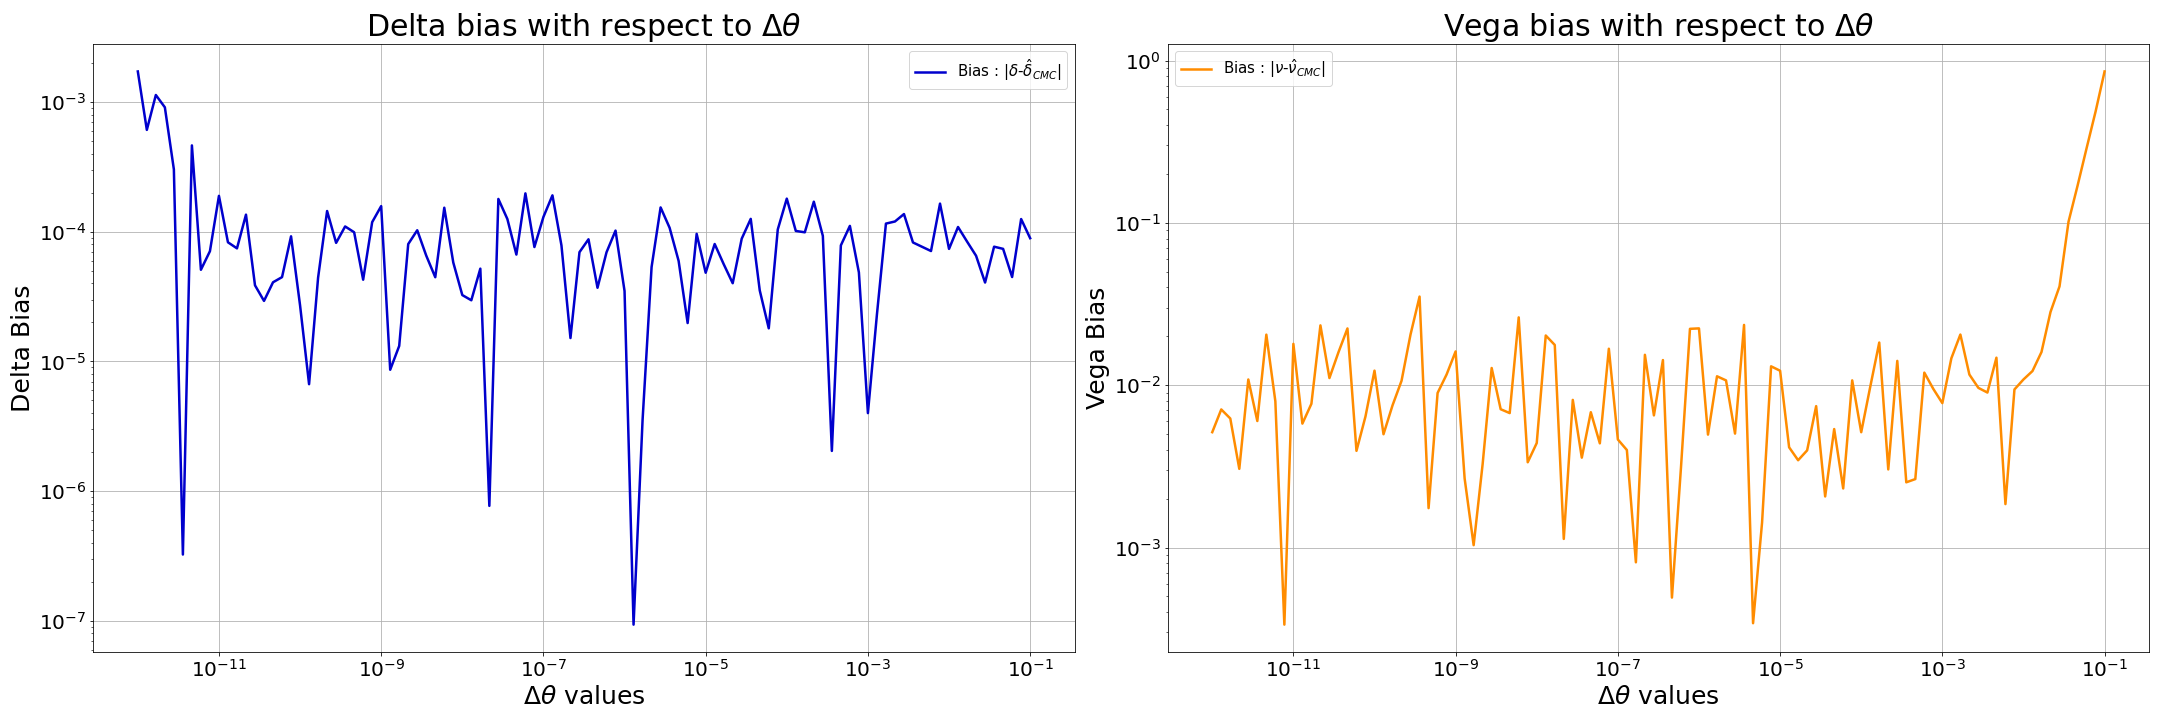 Delta bias with respect to Δθ
Bias : |δ-δ̂_CMC|
Delta Bias
10⁻³
10⁻⁴
10⁻⁵
10⁻⁶
10⁻⁷
10⁻¹¹ 10⁻⁹ 10⁻⁷ 10⁻⁵ 10⁻³ 10⁻¹
Δθ values
Vega bias with respect to Δθ
Bias : |ν-ν̂_CMC|
Vega Bias
10⁰
10⁻¹
10⁻²
10⁻³
10⁻¹¹ 10⁻⁹ 10⁻⁷ 10⁻⁵ 10⁻³ 10⁻¹
Δθ values